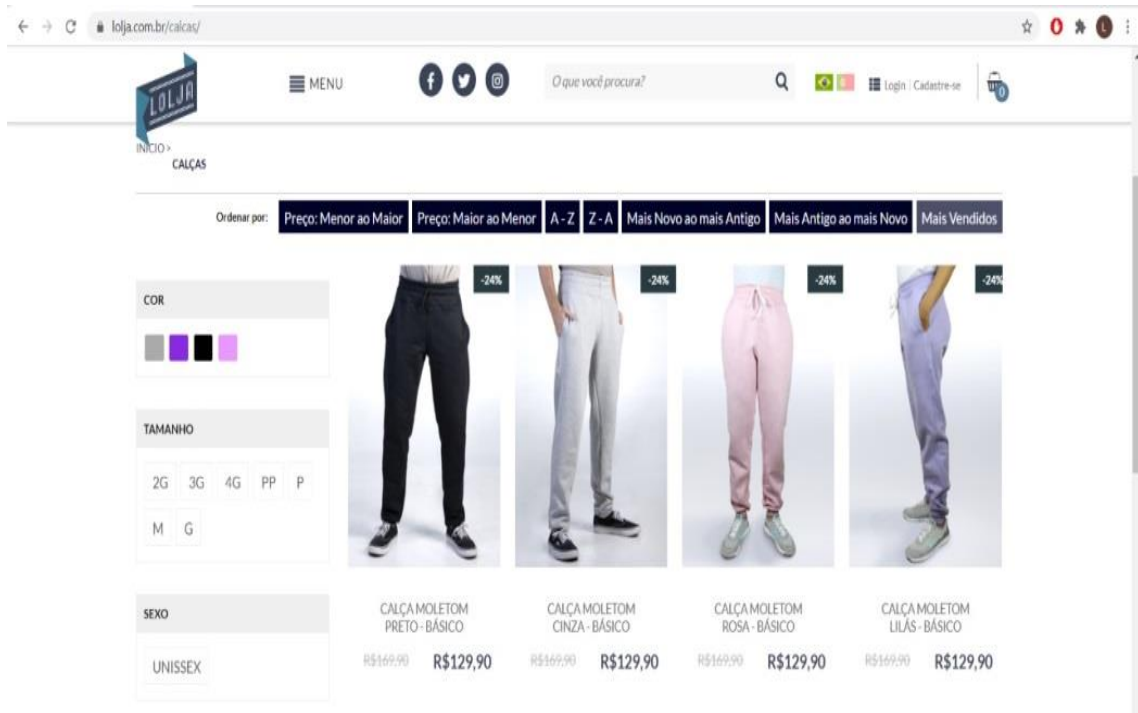 lolja.com.br/calcas/
LOLJA
MENU
O que você procura?
Login | Cadastre-se
0
INÍCIO >
CALÇAS
Ordenar por: Preço: Menor ao Maior Preço: Maior ao Menor A - Z Z - A Mais Novo ao mais Antigo Mais Antigo ao mais Novo Mais Vendidos
-24% -24% -24% -24%
COR
TAMANHO
2G 3G 4G PP P
M G
SEXO
UNISSEX
CALÇA MOLETOM
PRETO - BÁSICO
R$169,90 R$129,90
CALÇA MOLETOM
CINZA - BÁSICO
R$169,90 R$129,90
CALÇA MOLETOM
ROSA - BÁSICO
R$169,90 R$129,90
CALÇA MOLETOM
LILÁS - BÁSICO
R$169,90 R$129,90